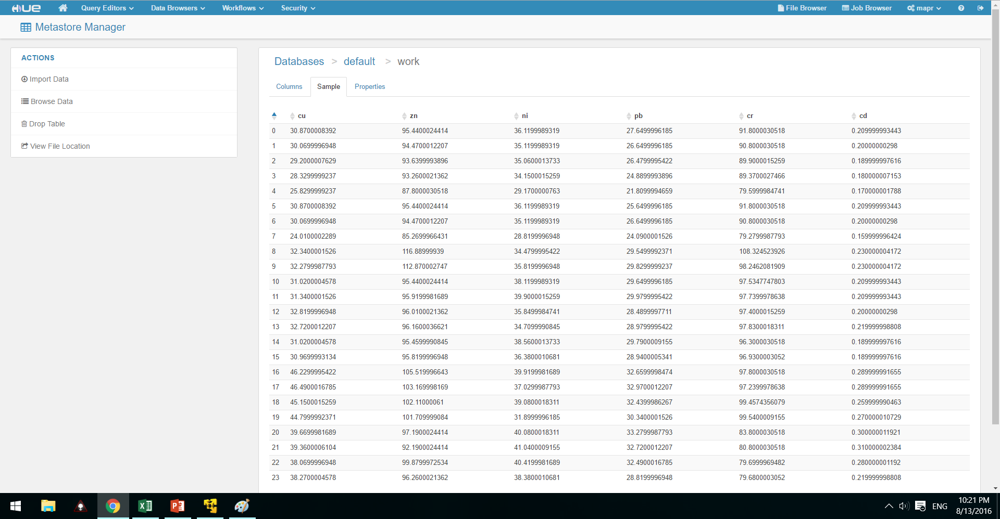 HUE Query Editors Data Browsers Workflows Security File Browser Job Browser mapr
Metastore Manager
ACTIONS
Import Data
Browse Data
Drop Table
View File Location
Databases > default > work
Columns Sample Properties
cu zn ni pb cr cd
0 30.8700008392 95.4400024414 36.1199989319 27.6499996185 91.8000030518 0.209999993443
1 30.0699996948 94.4700012207 35.1199989319 26.6499996185 90.8000030518 0.20000000298
2 29.2000007629 93.6399993896 35.0600013733 26.4799995422 89.9000015259 0.189999997616
3 28.3299999237 93.2600021362 34.1500015259 24.8899993896 89.3700027466 0.180000007153
4 25.8299999237 87.8000030518 29.1700000763 21.8099994659 79.5999984741 0.170000001788
5 30.8700008392 95.4400024414 36.1199989319 25.6499996185 91.8000030518 0.209999993443
6 30.0699996948 94.4700012207 35.1199989319 26.6499996185 90.8000030518 0.20000000298
7 24.0100002289 85.2699966431 28.8199996948 24.0900001526 79.2799987793 0.159999996424
8 32.3400001526 116.88999939 34.4799995422 29.5499992371 108.324523926 0.230000004172
9 32.2799987793 112.870002747 35.8199996948 29.8299999237 98.2462081909 0.230000004172
10 31.0200004578 95.4400024414 38.1199989319 29.6499996185 97.5347747803 0.209999993443
11 31.3400001526 95.9199981689 39.9000015259 29.9799995422 97.7399978638 0.209999993443
12 32.8199996948 96.0100021362 35.8499984741 28.4899997711 97.4000015259 0.20000000298
13 32.7200012207 96.1600036621 34.7099990845 28.9799995422 97.8300018311 0.219999998808
14 31.0200004578 95.4599990845 38.5600013733 29.7900009155 96.3000030518 0.189999997616
15 30.9699993134 95.8199996948 36.3800010681 28.9400005341 96.9300003052 0.189999997616
16 46.2299995422 105.519996643 39.9199981689 32.6599998474 97.8000030518 0.289999991655
17 46.4900016785 103.169998169 37.0299987793 32.9700012207 97.2399978638 0.289999991655
18 45.1500015259 102.11000061 39.0800018311 32.4399986267 99.4574356079 0.259999990463
19 44.7999992371 101.709999084 31.8999996185 30.3400001526 99.5400009155 0.270000010729
20 39.6699981689 97.1900024414 40.0800018311 33.2799987793 83.8000030518 0.300000011921
21 39.3600006104 92.1900024414 41.0400009155 32.7200012207 80.8000030518 0.310000002384
22 38.0699996948 99.8799972534 40.4199981689 32.4900016785 79.6999969482 0.280000001192
23 38.2700004578 96.2600021362 38.3800010681 28.8199996948 79.6800003052 0.219999998808
ENG 10:21 PM
8/13/2016